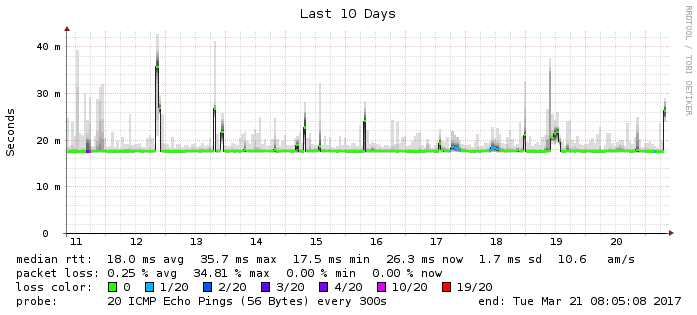 Last 10 Days
RRDTOOL / TOBI OETIKER
Seconds
40 m
30 m
20 m
10 m
0
11 12 13 14 15 16 17 18 19 20
median rtt: 18.0 ms avg 35.7 ms max 17.5 ms min 26.3 ms now 1.7 ms sd 10.6 am/s
packet loss: 0.25 % avg 34.81 % max 0.00 % min 0.00 % now
loss color: 0 1/20 2/20 3/20 4/20 10/20 19/20
probe: 20 ICMP Echo Pings (56 Bytes) every 300s end: Tue Mar 21 08:05:08 2017